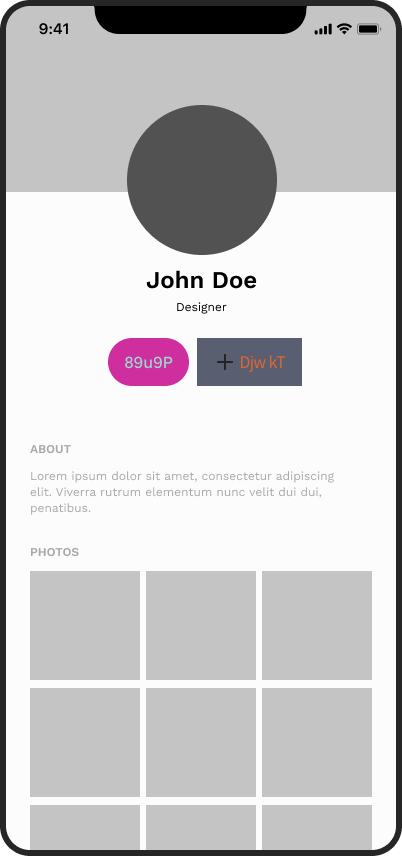 9:41
John Doe
Designer
89u9P
Djw kT
ABOUT
Lorem ipsum dolor sit amet, consectetur adipiscing
elit. Viverra rutrum elementum nunc velit dui dui,
penatibus.
PHOTOS